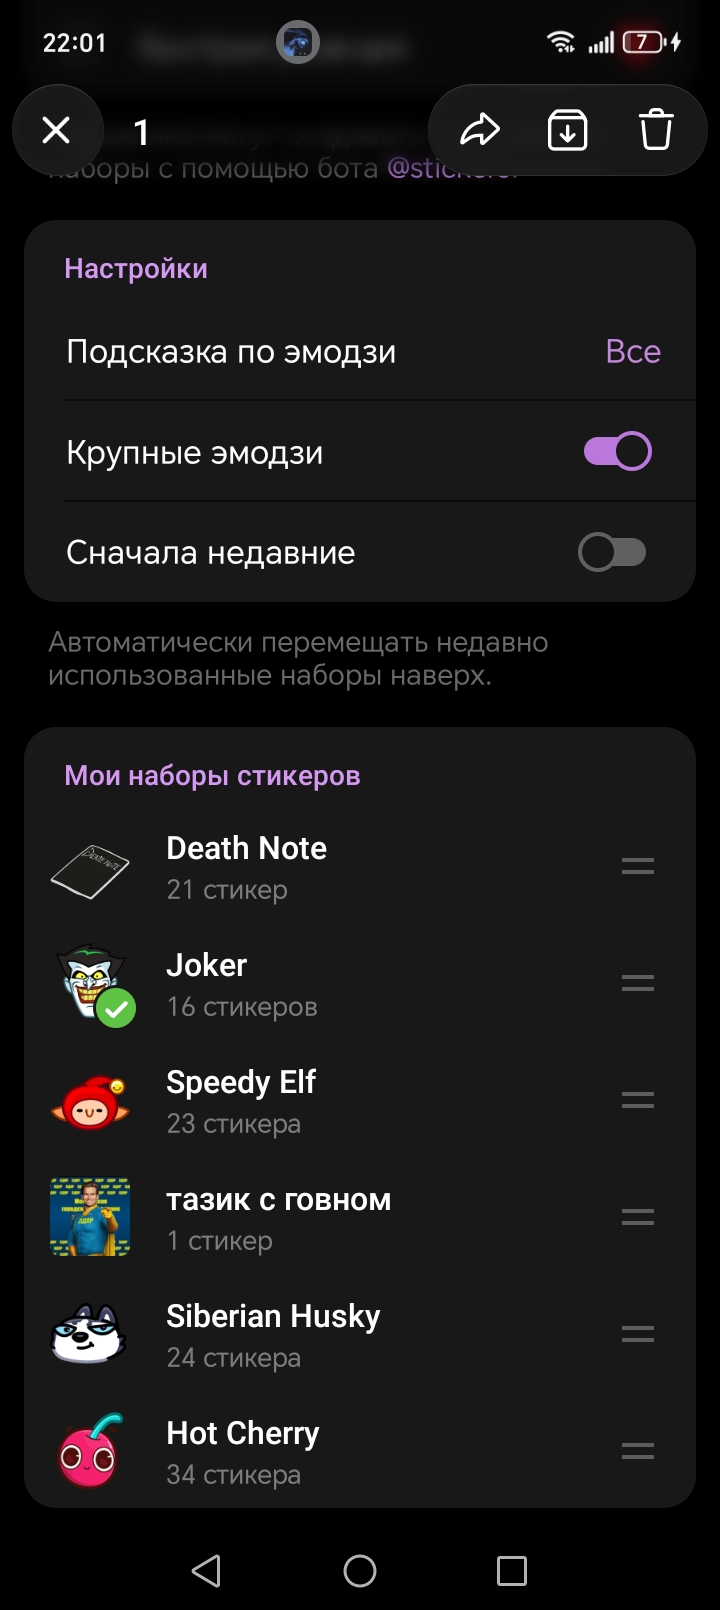 22:01
7
1
наборы с помощью бота @stickers.
Настройки
Подсказка по эмодзи
Все
Крупные эмодзи
Сначала недавние
Автоматически перемещать недавно
использованные наборы наверх.
Мои наборы стикеров
Death Note
21 стикер
Joker
16 стикеров
Speedy Elf
23 стикера
тазик с говном
1 стикер
Siberian Husky
24 стикера
Hot Cherry
34 стикера